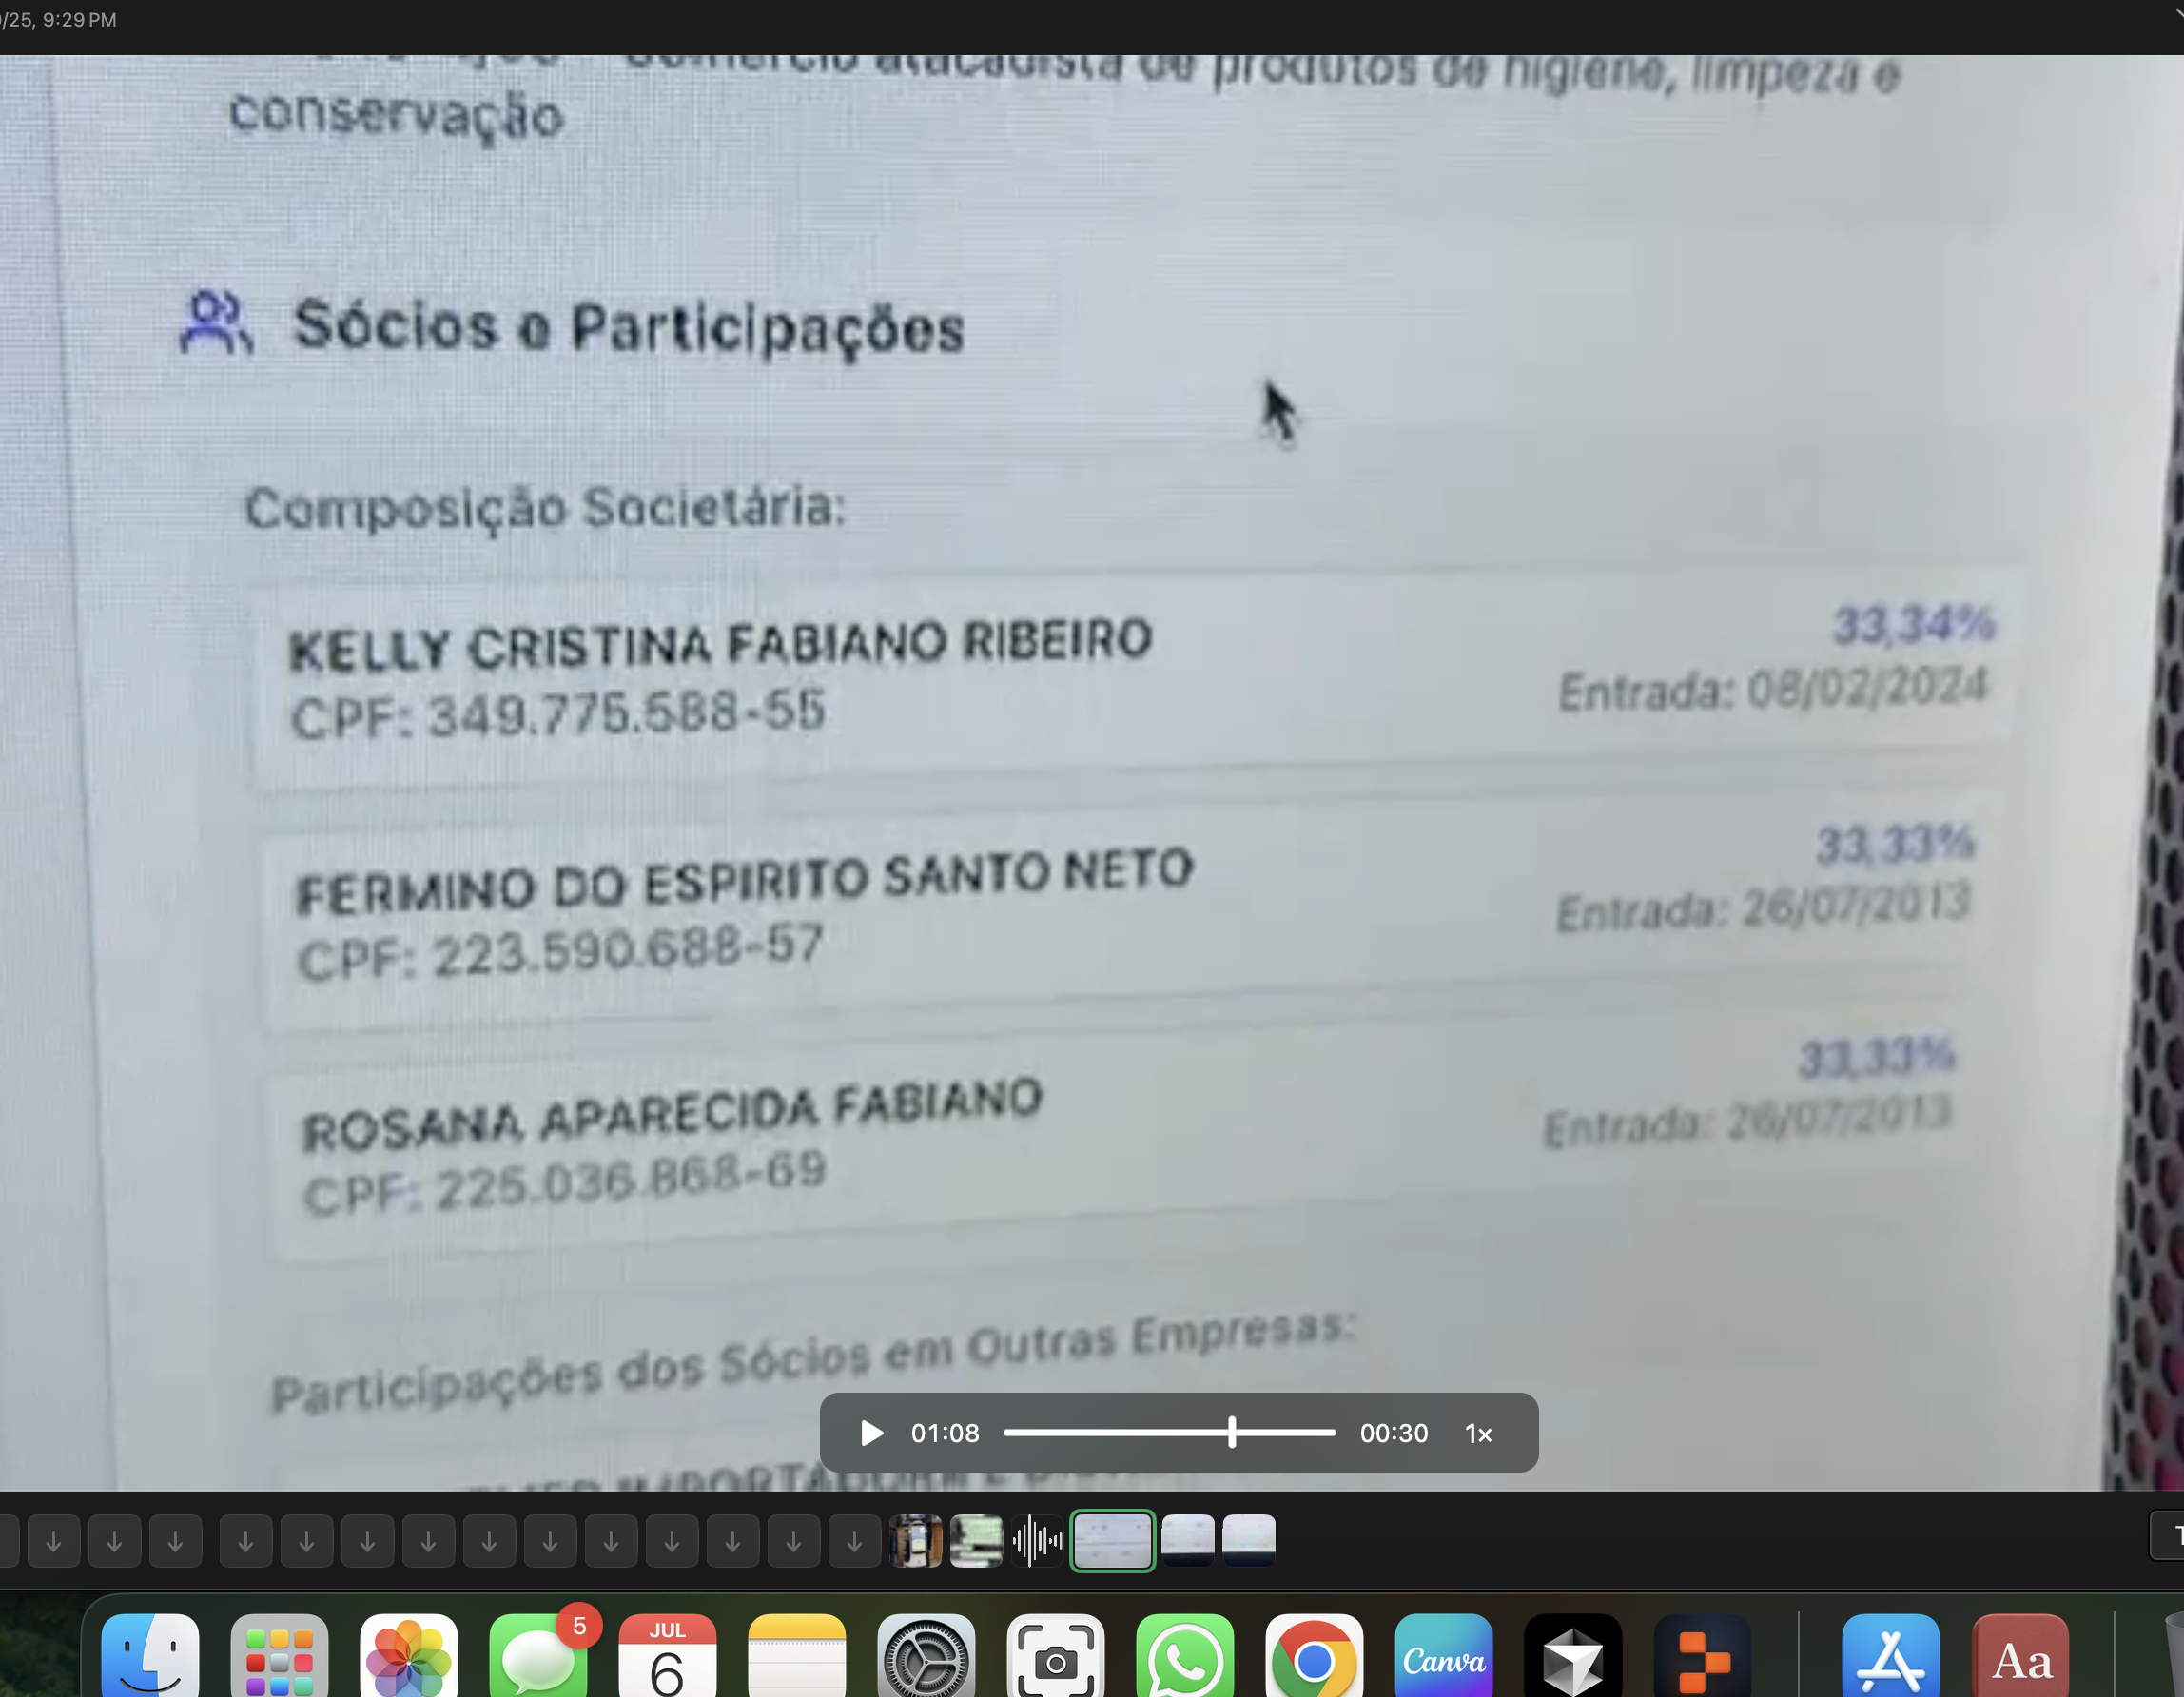 /25, 9:29 PM
Comércio atacadista de produtos de higiene, limpeza e
conservação
Sócios e Participações
Composição Societária:
KELLY CRISTINA FABIANO RIBEIRO
33,34%
CPF: 349.775.588-55
Entrada: 08/02/2024
FERMINO DO ESPIRITO SANTO NETO
33,33%
CPF: 223.590.688-57
Entrada: 26/07/2013
ROSANA APARECIDA FABIANO
33,33%
CPF: 225.036.868-69
Entrada: 26/07/2013
Participações dos Sócios em Outras Empresas:
01:08
00:30
1×
5
JUL
6
Canva
Aa